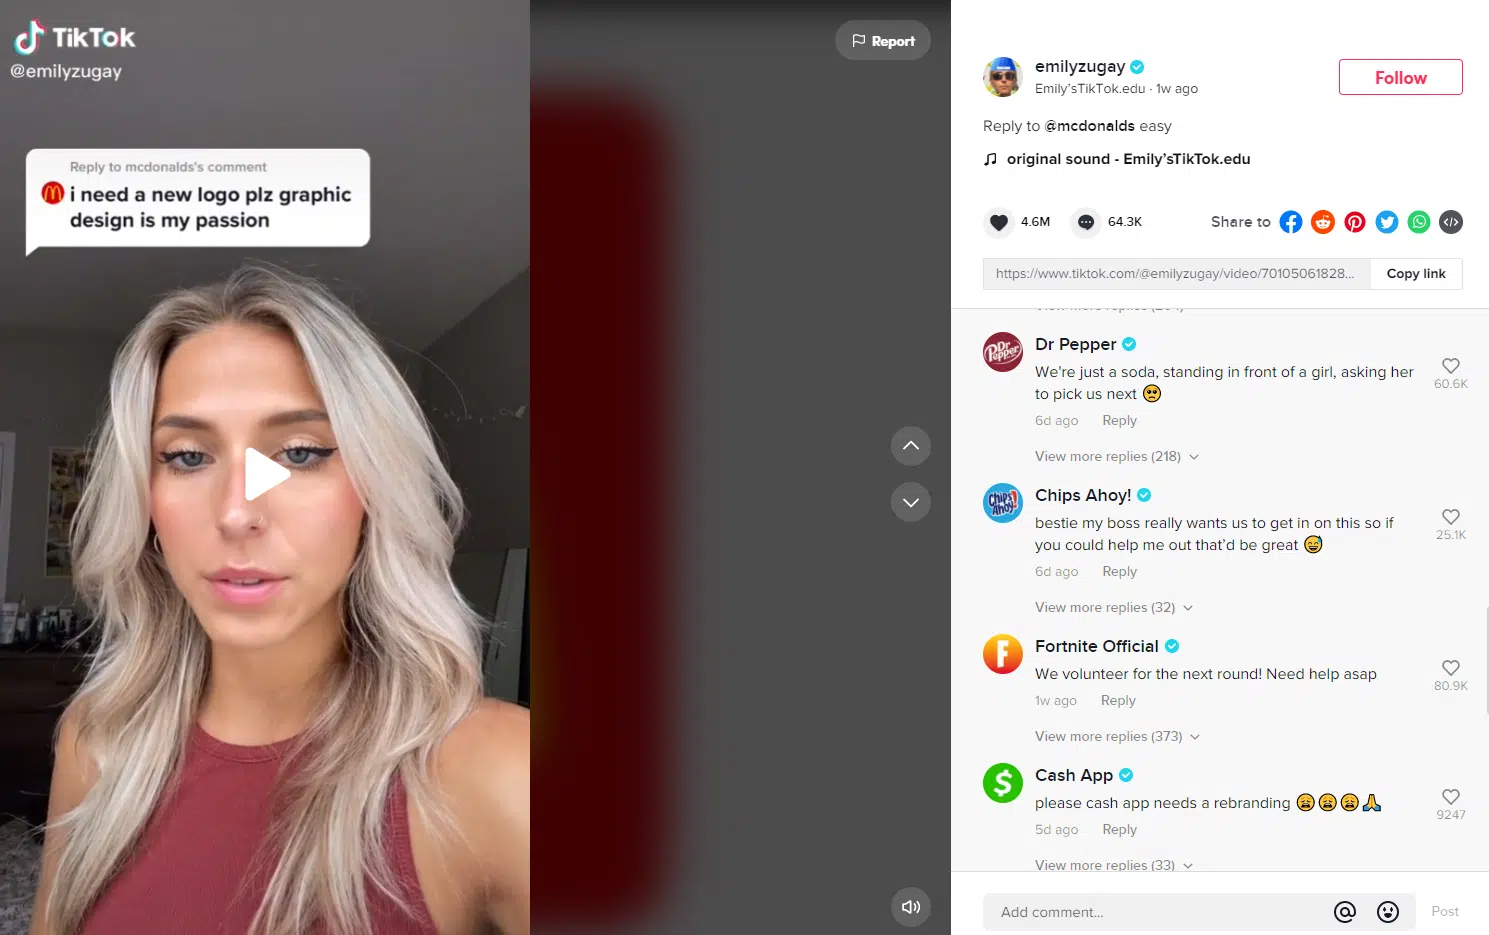 TikTok
@emilyzugay
Reply to mcdonalds's comment
i need a new logo plz graphic
design is my passion
Report
emilyzugay
Emily'sTikTok.edu · 1w ago
Follow
Reply to @mcdonalds easy
original sound - Emily'sTikTok.edu
4.6M
64.3K
Share to
https://www.tiktok.com/@emilyzugay/video/70105061828...
Copy link
Dr Pepper
Dr Pepper
We're just a soda, standing in front of a girl, asking her
to pick us next 🥺
60.6K
6d ago Reply
View more replies (218)
Chips Ahoy!
Chips Ahoy!
bestie my boss really wants us to get in on this so if
you could help me out that'd be great 😅
25.1K
6d ago Reply
View more replies (32)
F
Fortnite Official
We volunteer for the next round! Need help asap
80.9K
1w ago Reply
View more replies (373)
$
Cash App
please cash app needs a rebranding 😩😩😩🙏
9247
5d ago Reply
View more replies (33)
Add comment...
@
Post